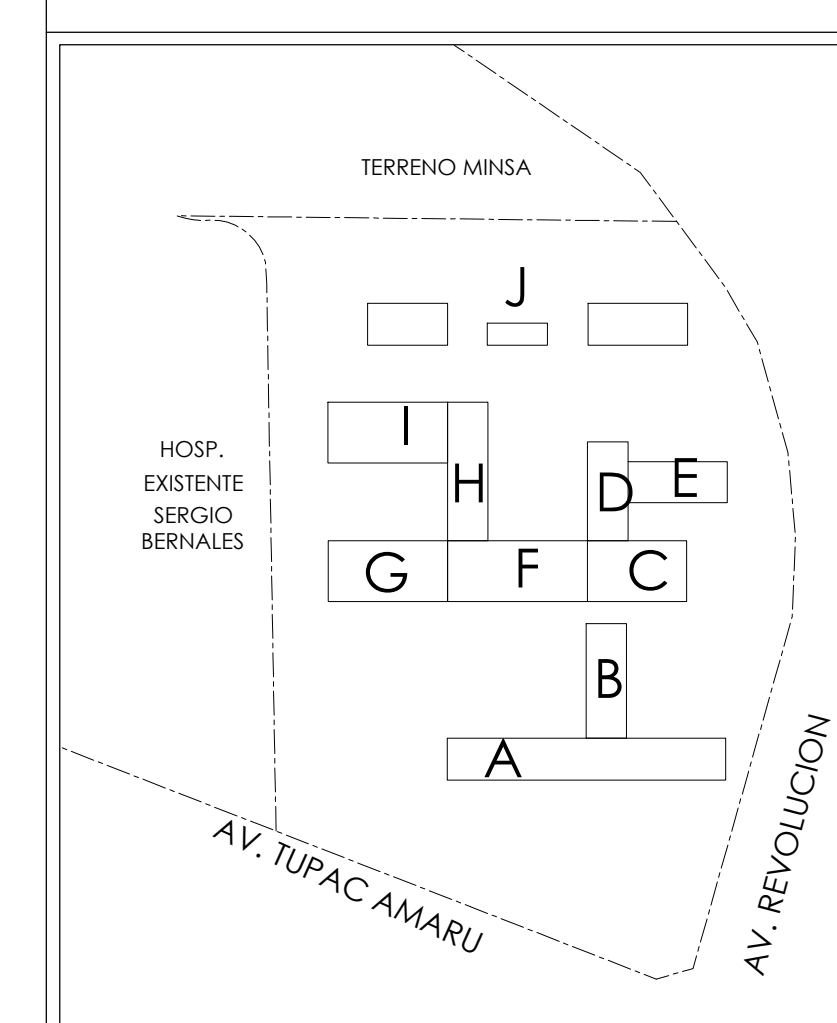 TERRENO MINSA
J
I
HOSP.
EXISTENTE
SERGIO
BERNALES
H
D
E
G
F
C
B
A
AV. TUPAC AMARU
AV. REVOLUCION